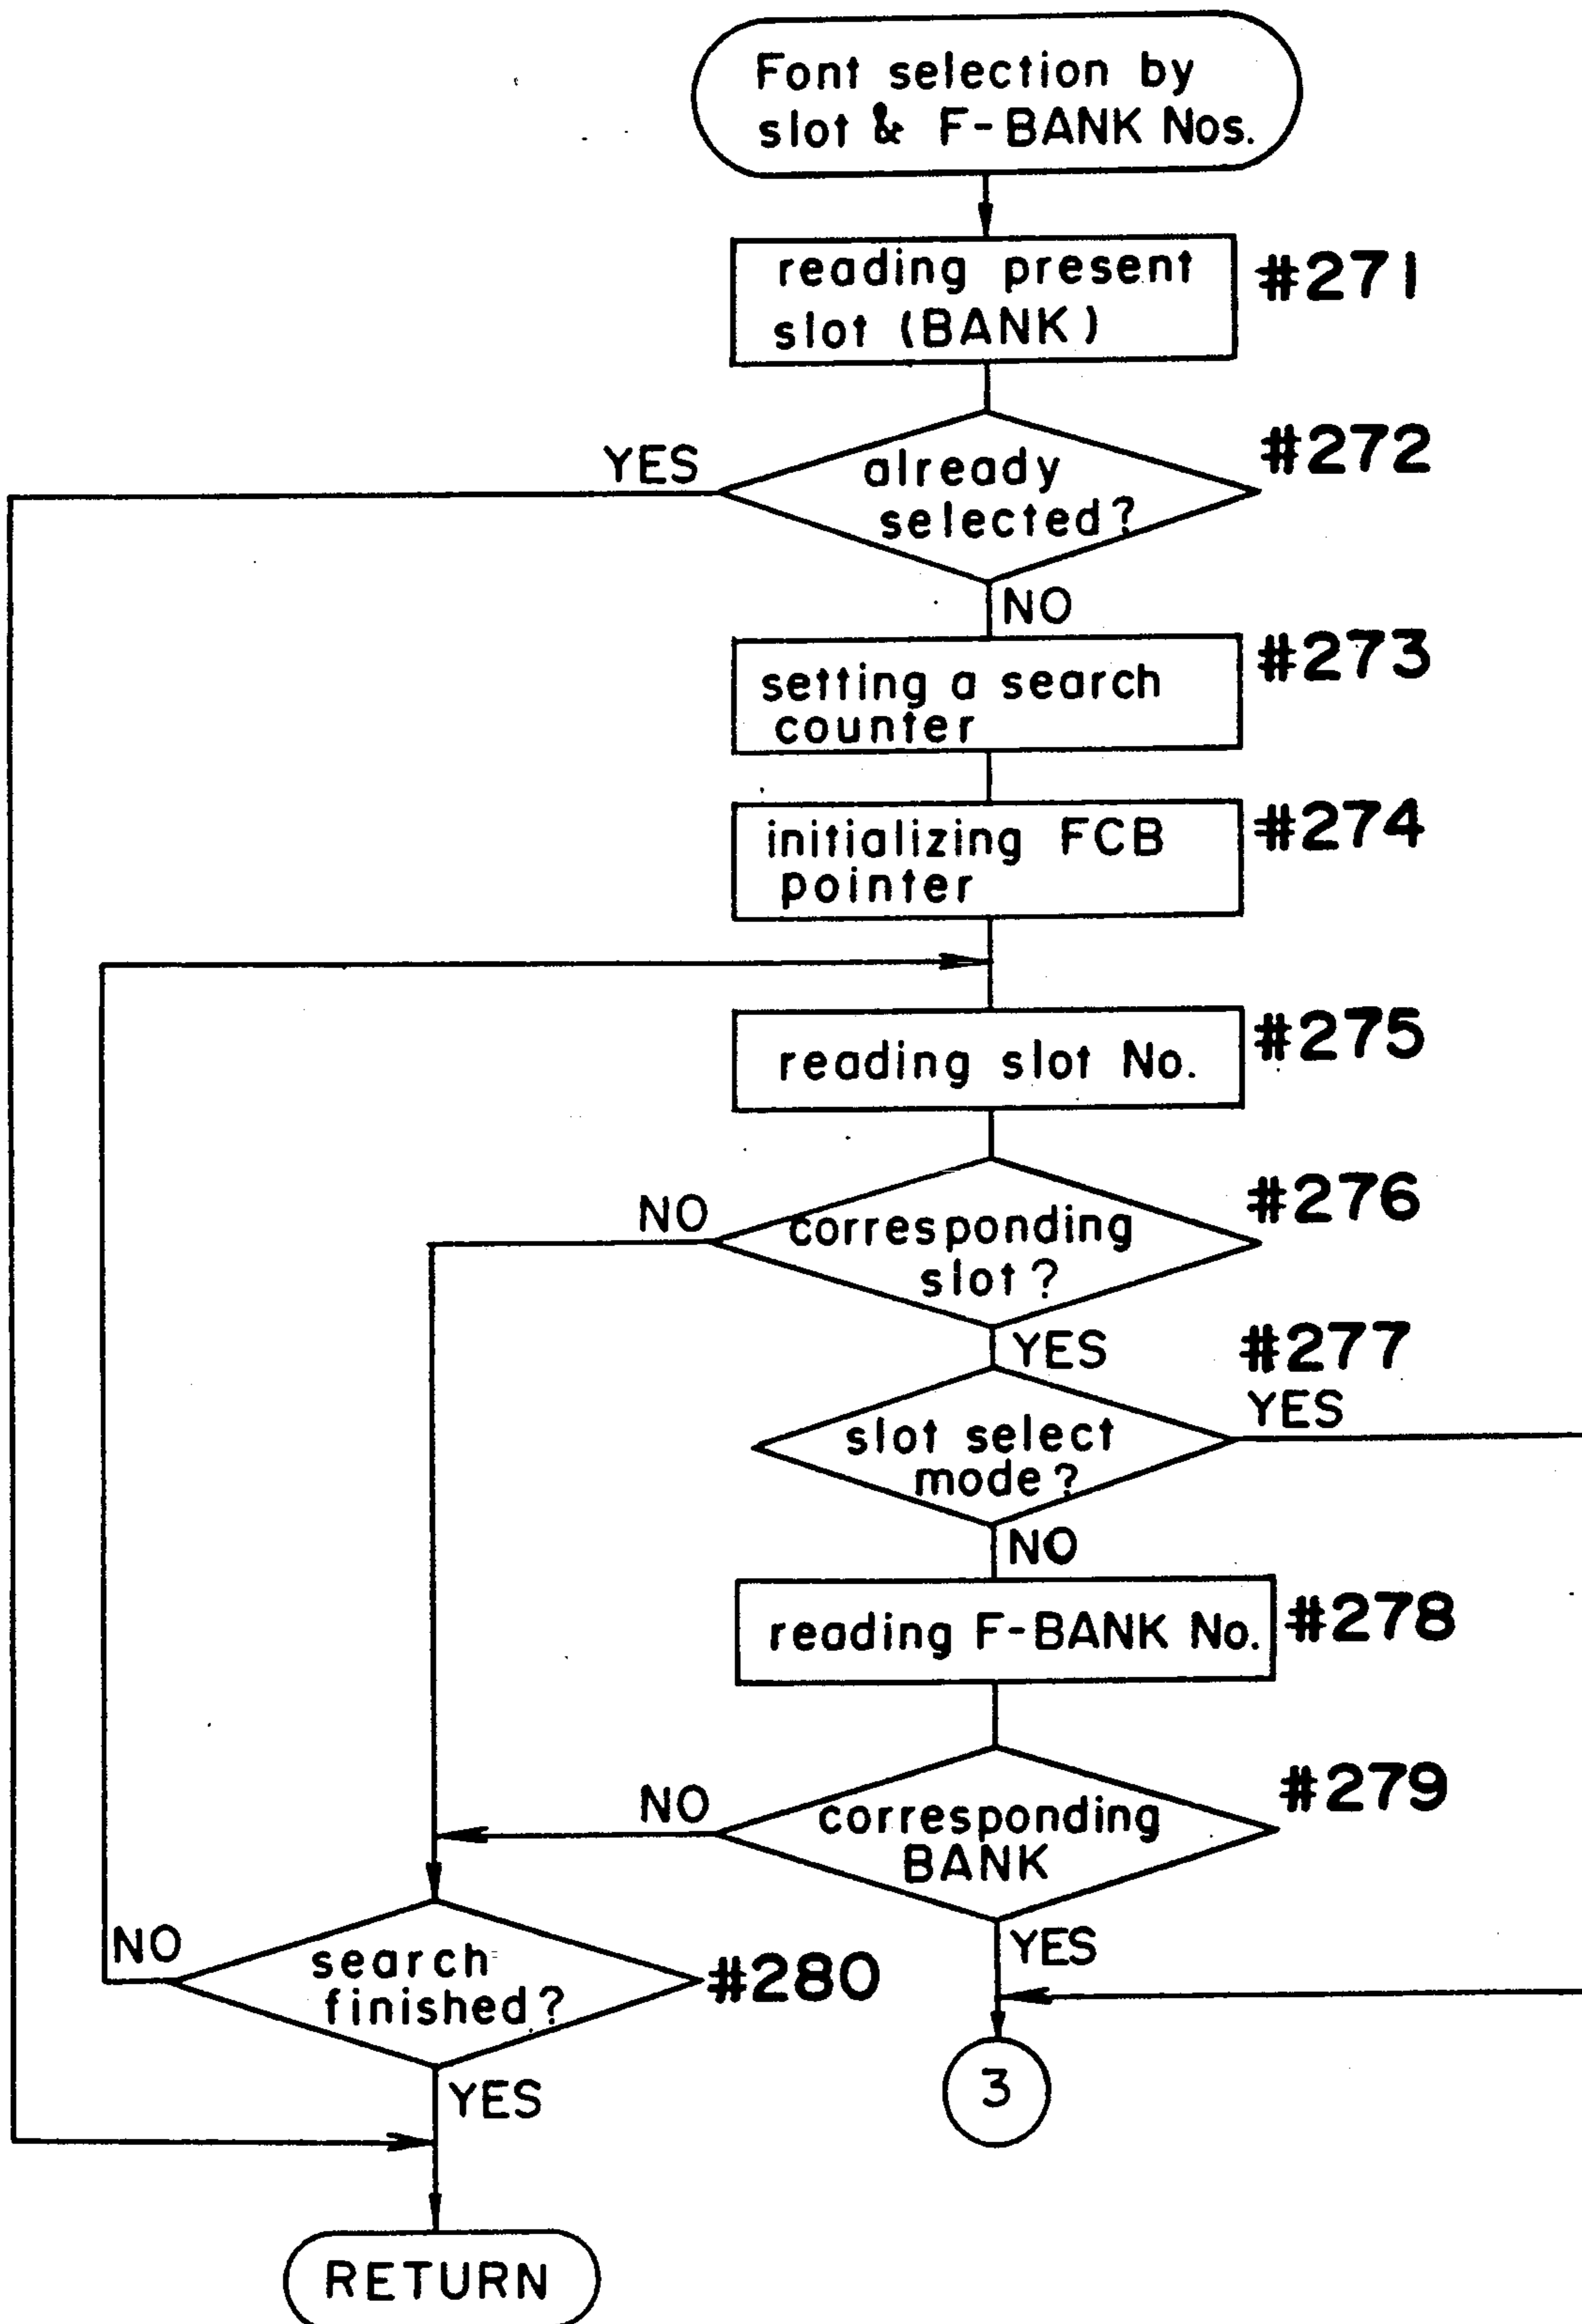 Font selection by
slot & F-BANK Nos.
reading present
slot (BANK)
#271
YES
already
selected?
#272
NO
setting a search
counter
#273
initializing FCB
pointer
#274
reading slot No.
#275
NO
corresponding
slot?
#276
YES
#277
YES
slot select
mode?
NO
reading F-BANK No.
#278
NO
corresponding
BANK
#279
NO
search
finished?
#280
YES
YES
3
RETURN